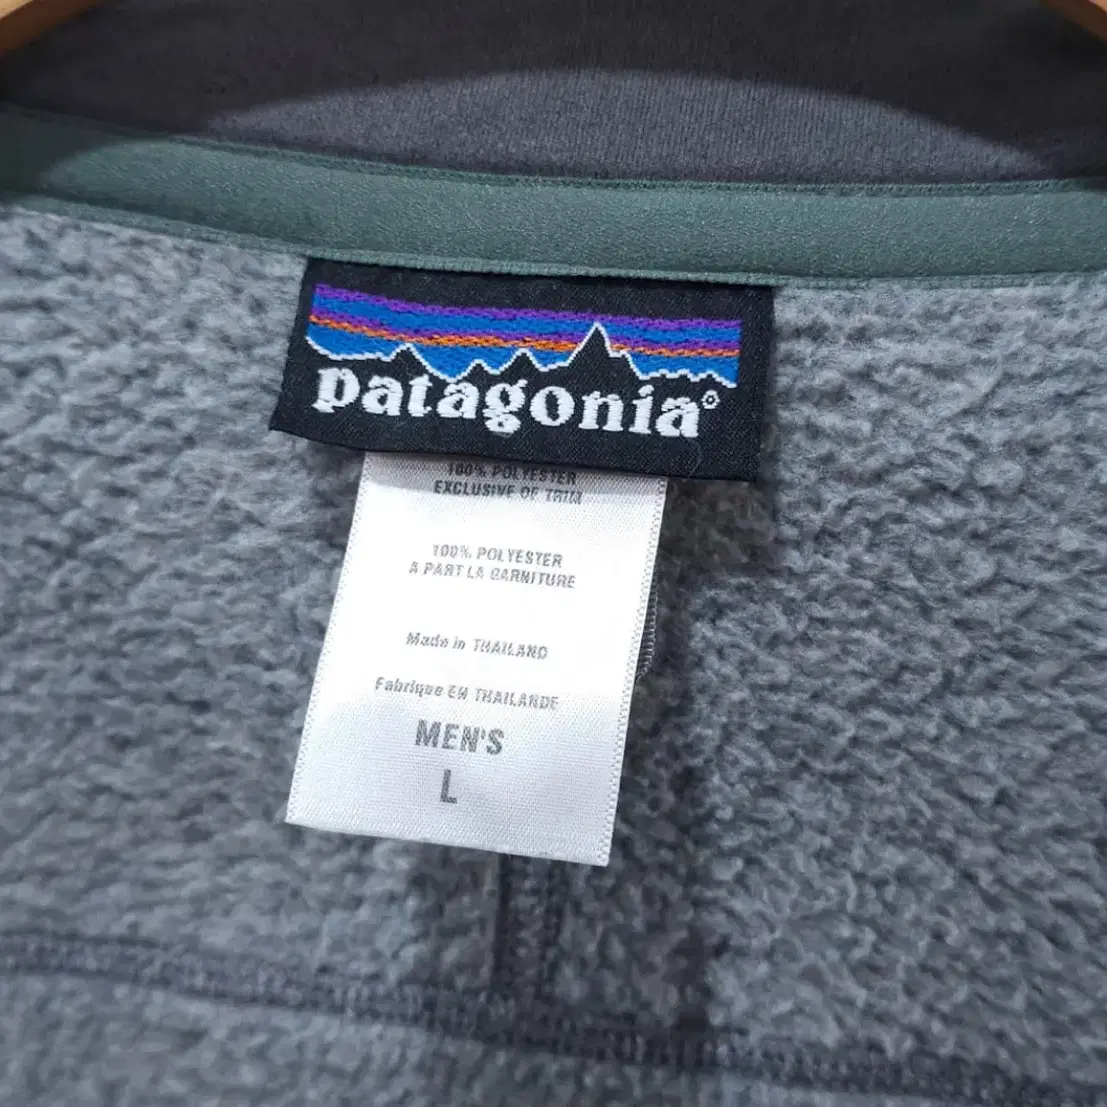 patagonia®
100% POLYESTER
EXCLUSIVE OF TRIM
100% POLYESTER
A PART LA GARNITURE
Made in THAILAND
Fabrique EN THAILANDE
MEN'S
L